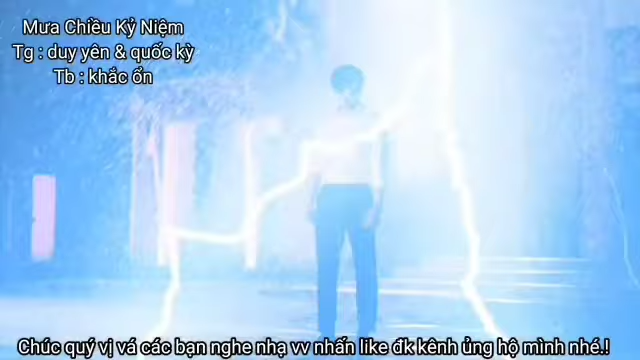 Mưa Chiều Kỷ Niệm
Tg : duy yên & quốc kỳ
Tb : khắc ổn
Chúc quý vị vá các bạn nghe nhạ vv nhấn like đk kênh ủng hộ mình nhé.!